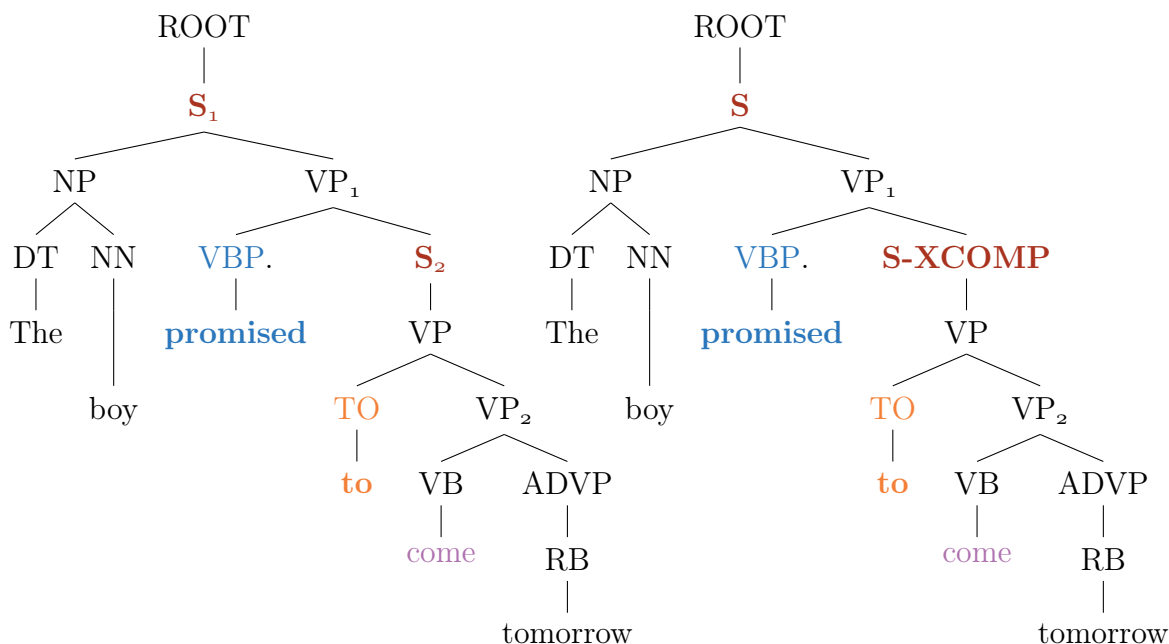 ROOT ROOT
S₁ S
NP VP₁ NP VP₁
DT NN VBP. S₂ DT NN VBP. S-XCOMP
The promised VP The promised VP
boy TO VP₂ boy TO VP₂
to VB ADVP to VB ADVP
come RB come RB
tomorrow tomorrow